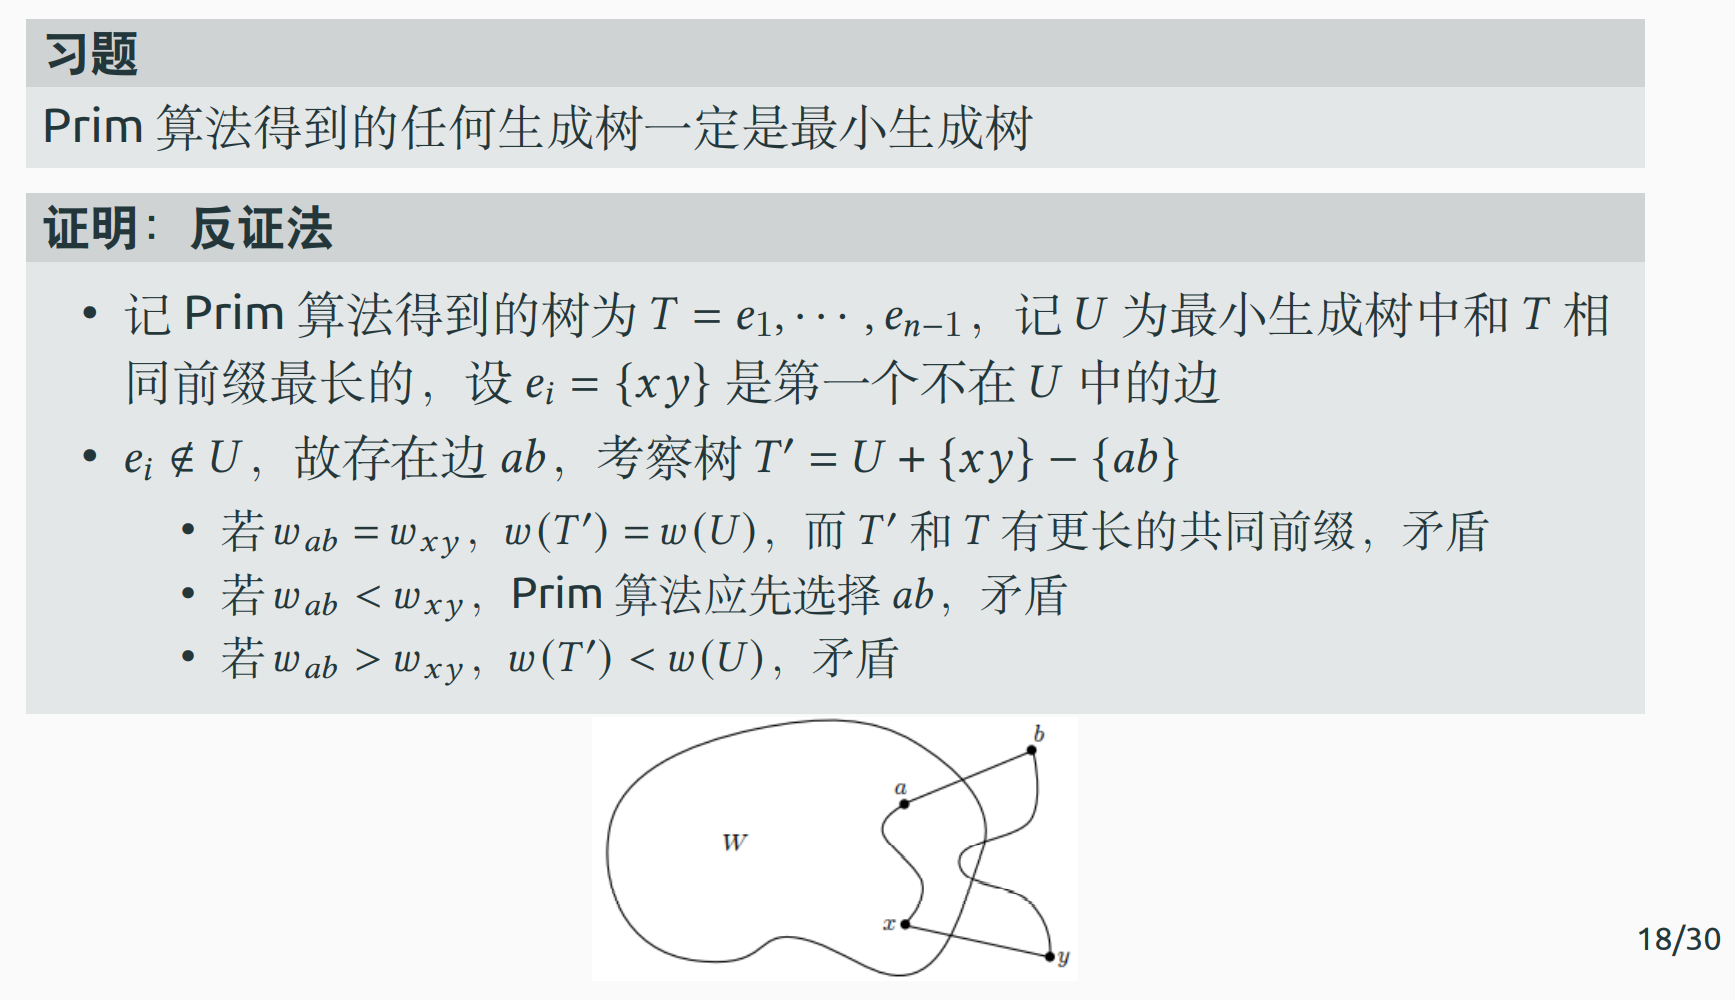 习题
Prim 算法得到的任何生成树一定是最小生成树
证明：反证法
• 记 Prim 算法得到的树为 T = e₁, ⋯ , eₙ₋₁，记 U 为最小生成树中和 T 相
同前缀最长的，设 eᵢ = {xy} 是第一个不在 U 中的边
• eᵢ ∉ U，故存在边 ab，考察树 T′ = U + {xy} − {ab}
• 若 w_{ab} = w_{xy}，w(T′) = w(U)，而 T′ 和 T 有更长的共同前缀，矛盾
• 若 w_{ab} < w_{xy}，Prim 算法应先选择 ab，矛盾
• 若 w_{ab} > w_{xy}，w(T′) < w(U)，矛盾
b
a
W
x
y
18/30